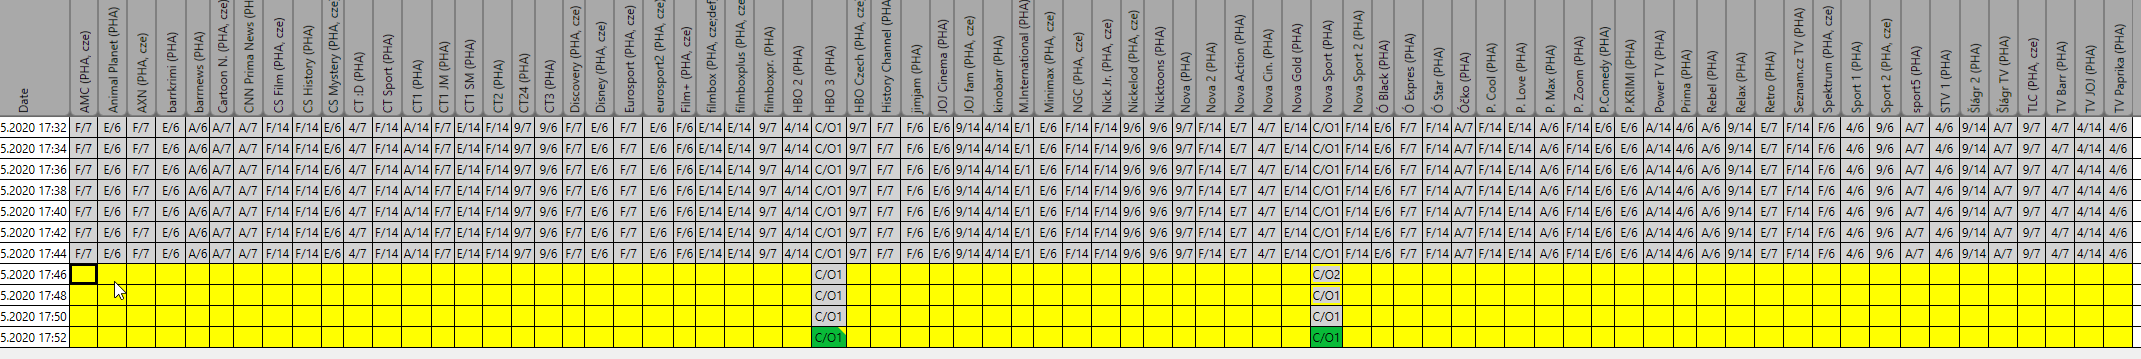 Date
AMC (PHA, cze)
Animal Planet (PHA)
AXN (PHA, cze)
barrkrimi (PHA)
barrnews (PHA)
Cartoon N. (PHA, cze)
CNN Prima News (PH
CS Film (PHA, cze)
CS History (PHA)
CS Mystery (PHA, cze
CT :D (PHA)
CT Sport (PHA)
CT1 (PHA)
CT1 JM (PHA)
CT1 SM (PHA)
CT2 (PHA)
CT24 (PHA)
CT3 (PHA)
Discovery (PHA, cze)
Disney (PHA, cze)
Eurosport (PHA, cze)
eurosport2 (PHA, cze)
Film+ (PHA, cze)
filmbox (PHA, cze;def
filmboxplus (PHA, cze
filmboxpr. (PHA)
HBO 2 (PHA)
HBO 3 (PHA)
HBO Czech (PHA, cze)
History Channel (PHA
Jimjam (PHA)
JOJ Cinema (PHA)
JOJ fam (PHA, cze)
kinobarr (PHA)
M.International (PHA)
Minimax (PHA, cze)
NGC (PHA, cze)
Nick Jr. (PHA, cze)
Nickelod (PHA, cze)
Nicktoons (PHA)
Nova (PHA)
Nova 2 (PHA)
Nova Action (PHA)
Nova Cin. (PHA)
Nova Gold (PHA)
Nova Sport (PHA)
Nova Sport 2 (PHA)
Ó Black (PHA)
Ó Expres (PHA)
Ó Star (PHA)
Óčko (PHA)
P. Cool (PHA)
P. Love (PHA)
P. Max (PHA)
P. Zoom (PHA)
P.Comedy (PHA)
P.KRIMI (PHA)
Power TV (PHA)
Prima (PHA)
Rebel (PHA)
Relax (PHA)
Retro (PHA)
Seznam.cz TV (PHA)
Spektrum (PHA, cze)
Sport 1 (PHA)
Sport 2 (PHA, cze)
sport5 (PHA)
STV 1 (PHA)
Šlágr 2 (PHA)
Šlágr TV (PHA)
TLC (PHA, cze)
TV Barr (PHA)
TV JOJ (PHA)
TV Paprika (PHA)
5.2020 17:32 F/7 E/6 F/7 E/6 A/6 A/7 A/7 F/14 F/14 E/6 4/7 F/14 A/14 F/7 E/14 F/14 9/7 9/6 F/7 E/6 F/7 E/6 F/6 E/14 E/14 9/7 4/14 C/O1 9/7 F/7 F/6 E/6 9/14 4/14 E/1 E/6 F/14 F/14 9/6 9/6 9/7 F/14 E/7 4/7 E/14 C/O1 F/14 E/6 F/7 F/14 A/7 F/14 F/14 A/6 F/14 E/6 E/6 A/14 4/6 A/6 9/14 E/7 F/14 F/6 4/6 9/6 A/7 4/6 9/14 A/7 9/7 4/7 4/14 4/6
5.2020 17:34 F/7 E/6 F/7 E/6 A/6 A/7 A/7 F/14 F/14 E/6 4/7 F/14 A/14 F/7 E/14 F/14 9/7 9/6 F/7 E/6 F/7 E/6 F/6 E/14 E/14 9/7 4/14 C/O1 9/7 F/7 F/6 E/6 9/14 4/14 E/1 E/6 F/14 F/14 9/6 9/6 9/7 F/14 E/7 4/7 E/14 C/O1 F/14 E/6 F/7 F/14 A/7 F/14 F/14 A/6 F/14 E/6 E/6 A/14 4/6 A/6 9/14 E/7 F/14 F/6 4/6 9/6 A/7 4/6 9/14 A/7 9/7 4/7 4/14 4/6
5.2020 17:36 F/7 E/6 F/7 E/6 A/6 A/7 A/7 F/14 F/14 E/6 4/7 F/14 A/14 F/7 E/14 F/14 9/7 9/6 F/7 E/6 F/7 E/6 F/6 E/14 E/14 9/7 4/14 C/O1 9/7 F/7 F/6 E/6 9/14 4/14 E/1 E/6 F/14 F/14 9/6 9/6 9/7 F/14 E/7 4/7 E/14 C/O1 F/14 E/6 F/7 F/14 A/7 F/14 F/14 A/6 F/14 E/6 E/6 A/14 4/6 A/6 9/14 E/7 F/14 F/6 4/6 9/6 A/7 4/6 9/14 A/7 9/7 4/7 4/14 4/6
5.2020 17:38 F/7 E/6 F/7 E/6 A/6 A/7 A/7 F/14 F/14 E/6 4/7 F/14 A/14 F/7 E/14 F/14 9/7 9/6 F/7 E/6 F/7 E/6 F/6 E/14 E/14 9/7 4/14 C/O1 9/7 F/7 F/6 E/6 9/14 4/14 E/1 E/6 F/14 F/14 9/6 9/6 9/7 F/14 E/7 4/7 E/14 C/O1 F/14 E/6 F/7 F/14 A/7 F/14 F/14 A/6 F/14 E/6 E/6 A/14 4/6 A/6 9/14 E/7 F/14 F/6 4/6 9/6 A/7 4/6 9/14 A/7 9/7 4/7 4/14 4/6
5.2020 17:40 F/7 E/6 F/7 E/6 A/6 A/7 A/7 F/14 F/14 E/6 4/7 F/14 A/14 F/7 E/14 F/14 9/7 9/6 F/7 E/6 F/7 E/6 F/6 E/14 E/14 9/7 4/14 C/O1 9/7 F/7 F/6 E/6 9/14 4/14 E/1 E/6 F/14 F/14 9/6 9/6 9/7 F/14 E/7 4/7 E/14 C/O1 F/14 E/6 F/7 F/14 A/7 F/14 F/14 A/6 F/14 E/6 E/6 A/14 4/6 A/6 9/14 E/7 F/14 F/6 4/6 9/6 A/7 4/6 9/14 A/7 9/7 4/7 4/14 4/6
5.2020 17:42 F/7 E/6 F/7 E/6 A/6 A/7 A/7 F/14 F/14 E/6 4/7 F/14 A/14 F/7 E/14 F/14 9/7 9/6 F/7 E/6 F/7 E/6 F/6 E/14 E/14 9/7 4/14 C/O1 9/7 F/7 F/6 E/6 9/14 4/14 E/1 E/6 F/14 F/14 9/6 9/6 9/7 F/14 E/7 4/7 E/14 C/O1 F/14 E/6 F/7 F/14 A/7 F/14 F/14 A/6 F/14 E/6 E/6 A/14 4/6 A/6 9/14 E/7 F/14 F/6 4/6 9/6 A/7 4/6 9/14 A/7 9/7 4/7 4/14 4/6
5.2020 17:44 F/7 E/6 F/7 E/6 A/6 A/7 A/7 F/14 F/14 E/6 4/7 F/14 A/14 F/7 E/14 F/14 9/7 9/6 F/7 E/6 F/7 E/6 F/6 E/14 E/14 9/7 4/14 C/O1 9/7 F/7 F/6 E/6 9/14 4/14 E/1 E/6 F/14 F/14 9/6 9/6 9/7 F/14 E/7 4/7 E/14 C/O1 F/14 E/6 F/7 F/14 A/7 F/14 F/14 A/6 F/14 E/6 E/6 A/14 4/6 A/6 9/14 E/7 F/14 F/6 4/6 9/6 A/7 4/6 9/14 A/7 9/7 4/7 4/14 4/6
5.2020 17:46 C/O1 C/O2
5.2020 17:48 C/O1 C/O1
5.2020 17:50 C/O1 C/O1
5.2020 17:52 C/O1 C/O1